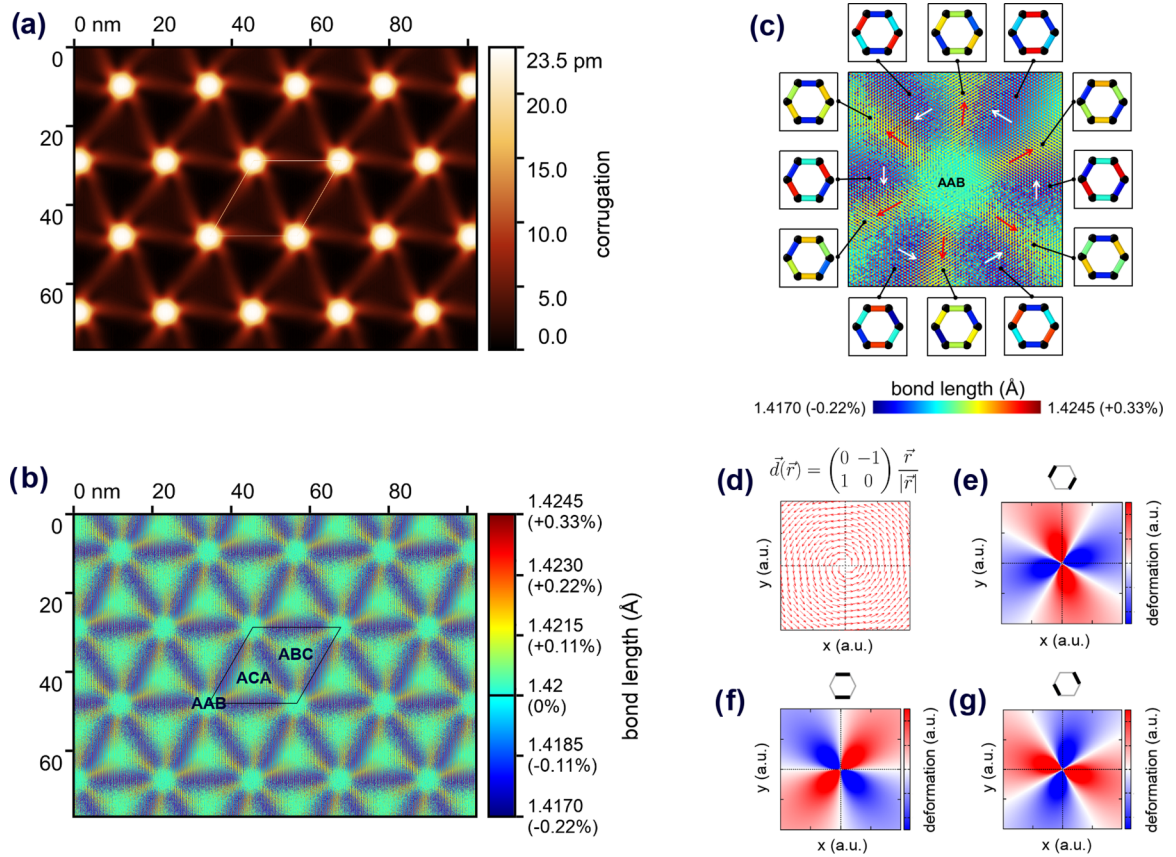 (a)
0 nm 20 40 60 80
0
20
40
60
23.5 pm
20.0
15.0
10.0
5.0
0.0
corrugation
(b)
0 nm 20 40 60 80
0
20
40
60
ABC
ACA
AAB
1.4245
(+0.33%)
1.4230
(+0.22%)
1.4215
(+0.11%)
1.42
(0%)
1.4185
(-0.11%)
1.4170
(-0.22%)
bond length (Å)
(c)
AAB
bond length (Å)
1.4170 (-0.22%) 1.4245 (+0.33%)
(d)
d⃗(r⃗) = (0 −1 1 0) r⃗/|r⃗|
y (a.u.)
x (a.u.)
(e)
y (a.u.)
x (a.u.)
deformation (a.u.)
(f)
y (a.u.)
x (a.u.)
deformation (a.u.)
(g)
y (a.u.)
x (a.u.)
deformation (a.u.)